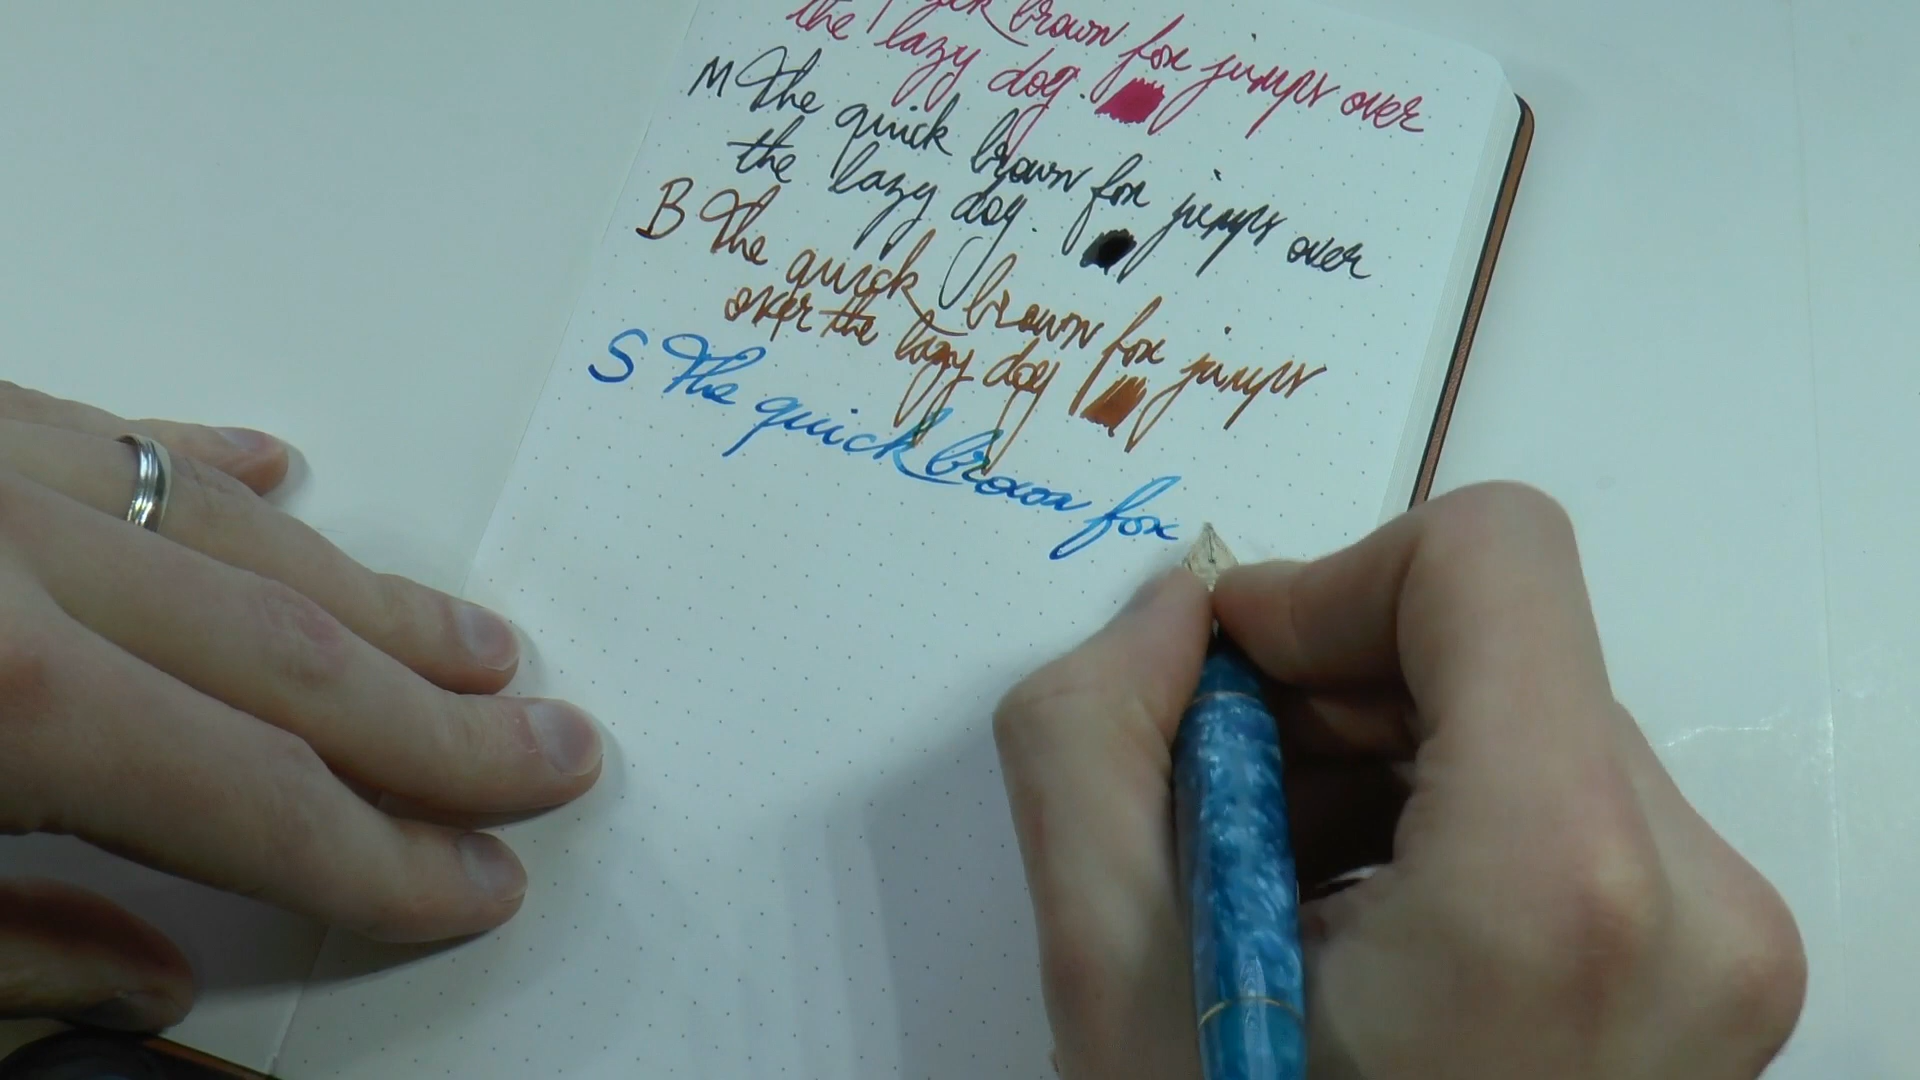 brown fox jumps over
the lazy dog.
M The quick brown fox jumps over
the lazy dog.
B The quick brown fox jumps
over the lazy dog
S The quick brown fox